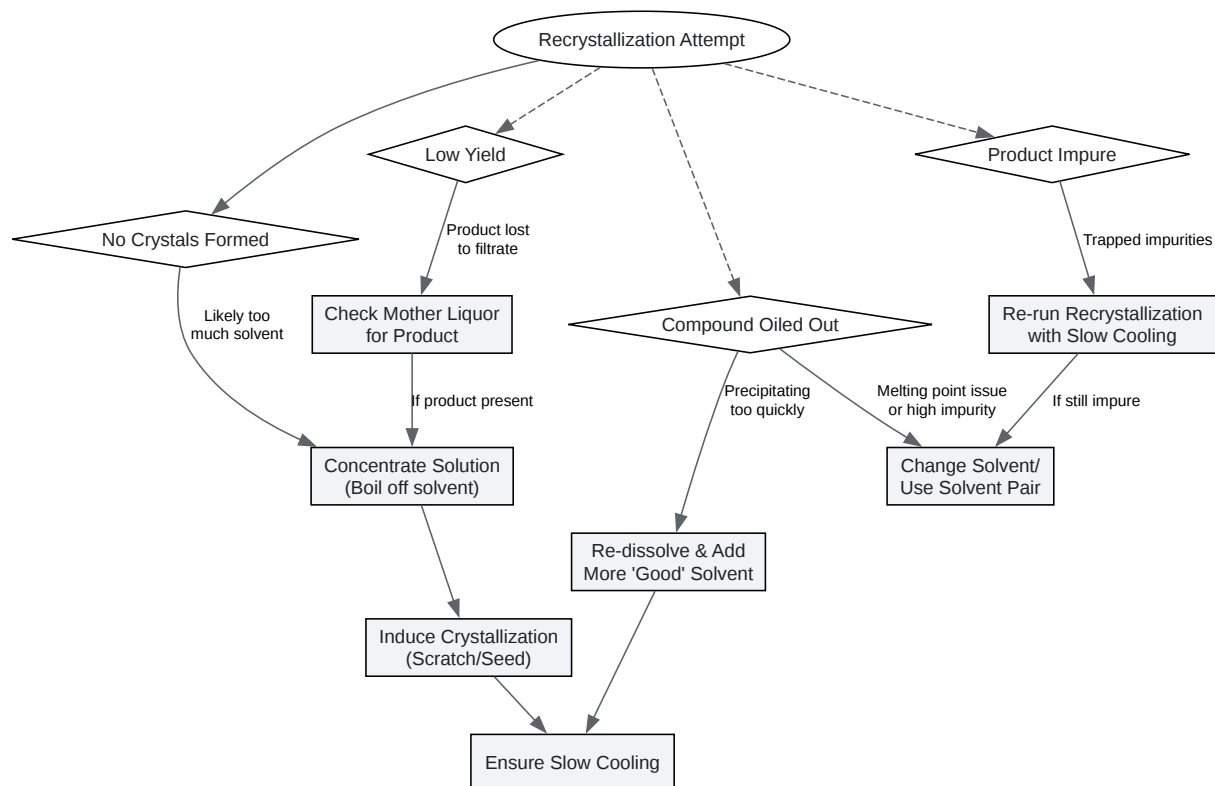 Recrystallization Attempt
Low Yield
Product Impure
No Crystals Formed
Product lost
to filtrate
Trapped impurities
Likely too
much solvent
Check Mother Liquor
for Product
Compound Oiled Out
Re-run Recrystallization
with Slow Cooling
If product present
Precipitating
too quickly
Melting point issue
or high impurity
If still impure
Concentrate Solution
(Boil off solvent)
Change Solvent/
Use Solvent Pair
Re-dissolve & Add
More 'Good' Solvent
Induce Crystallization
(Scratch/Seed)
Ensure Slow Cooling